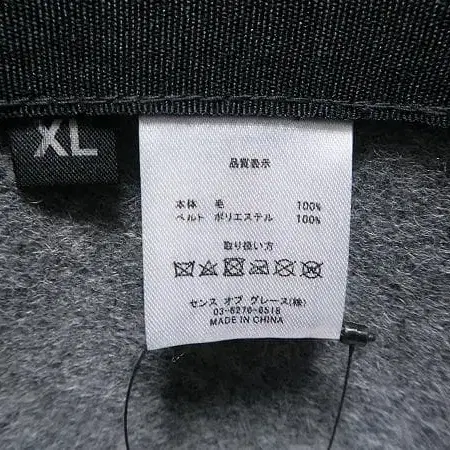 XL
品質表示
本体 毛 100%
ベルト ポリエステル 100%
取り扱い方
センス オブ グレース(株)
03-6276-6518
MADE IN CHINA